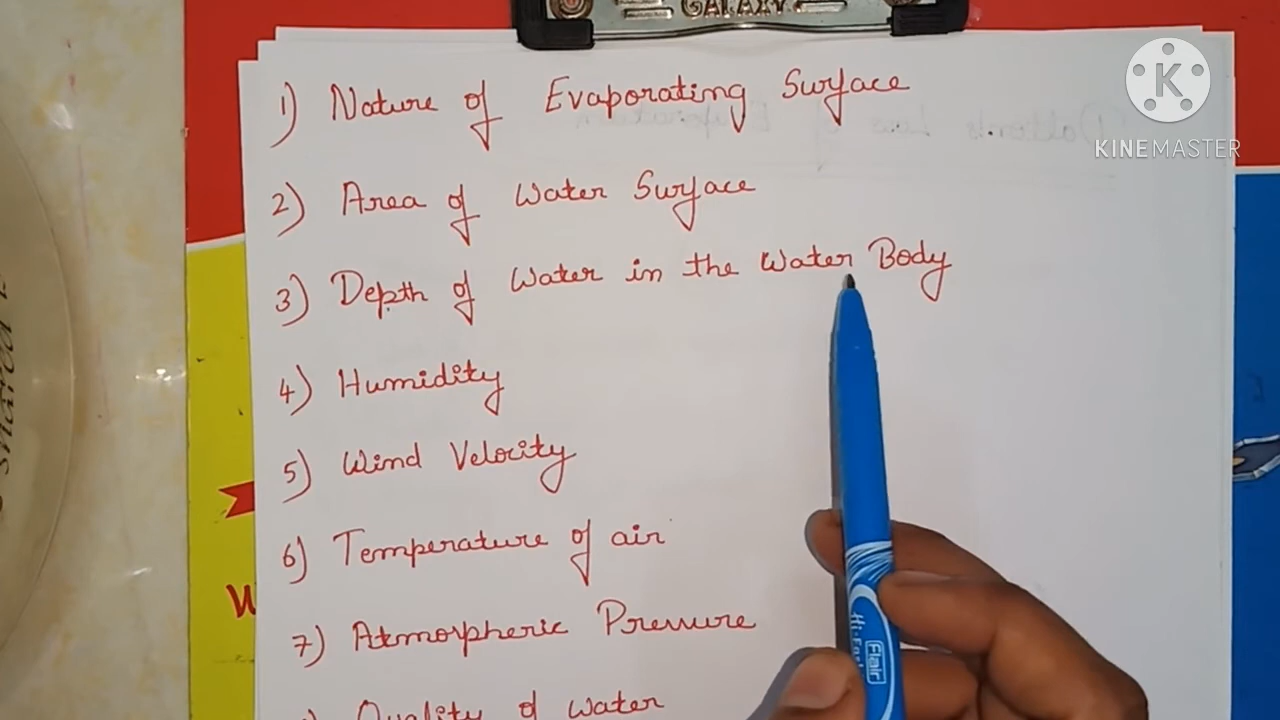 GALAXY
K
KINEMASTER
1) Nature of Evaporating Surface
2) Area of Water Surface
3) Depth of Water in the Water Body
4) Humidity
5) Wind Velocity
6) Temperature of air
7) Atmospheric Pressure
Quality of Water
Flair